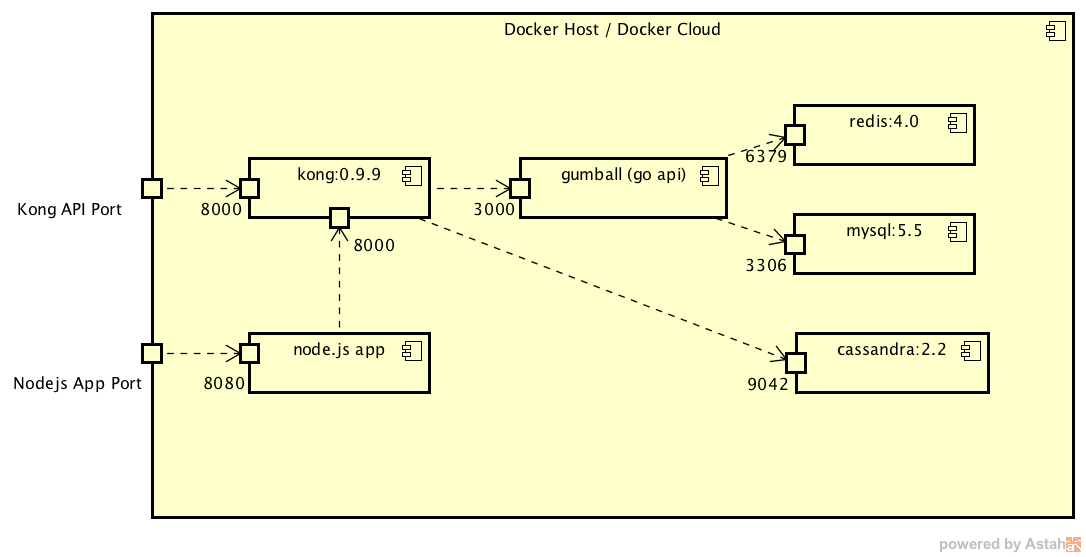 Docker Host / Docker Cloud
redis:4.0
6379
kong:0.9.9
gumball (go api)
Kong API Port
8000
3000
8000
mysql:5.5
3306
node.js app
cassandra:2.2
Nodejs App Port
8080
9042
powered by Astah